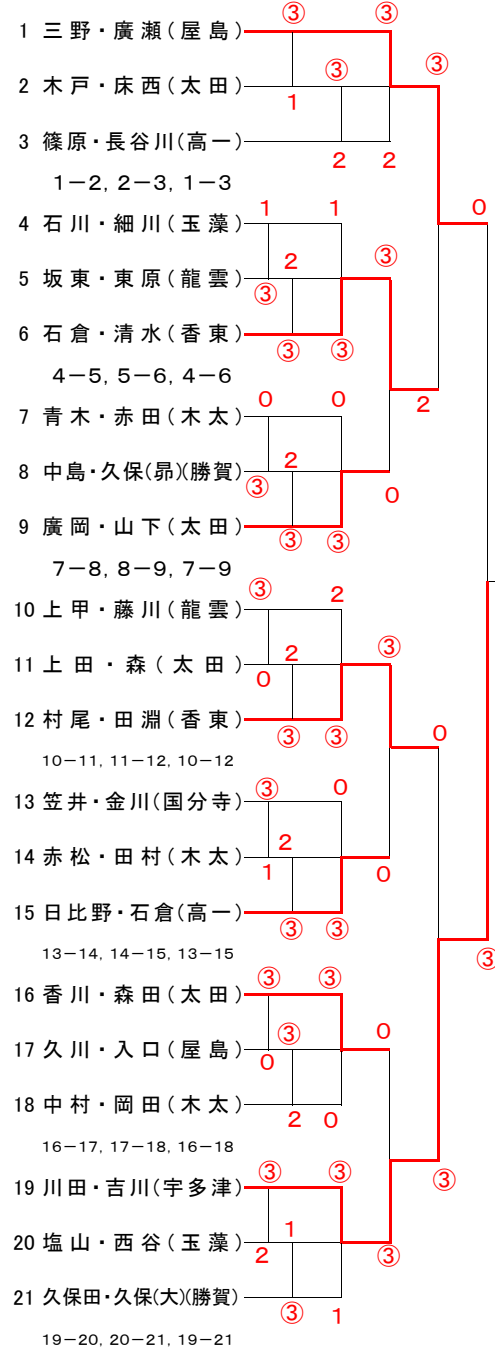 ③ ③
1 三野・廣瀬(屋島) ③
③
2 木戸・床西(太田)
1
3 篠原・長谷川(高一)
2 2
1－2, 2－3, 1－3
1 1 0
4 石川・細川(玉藻)
2 ③
5 坂東・東原(龍雲)
③
6 石倉・清水(香東)
③ ③
4－5, 5－6, 4－6
0 0 2
7 青木・赤田(木太)
2
8 中島・久保(昴)(勝賀)
③ 0
9 廣岡・山下(太田)
③ ③
7－8, 8－9, 7－9
③ 2
10 上甲・藤川(龍雲)
2 ③
11 上田・森(太田)
0
12 村尾・田淵(香東)
③ ③ 0
10－11, 11－12, 10－12
③ 0
13 笠井・金川(国分寺)
2
14 赤松・田村(木太)
1 0
15 日比野・石倉(高一)
③ ③
13－14, 14－15, 13－15
③
③ ③
16 香川・森田(太田)
③ 0
17 久川・入口(屋島)
0
18 中村・岡田(木太)
2 0
16－17, 17－18, 16－18
③ ③ ③
19 川田・吉川(宇多津)
1
20 塩山・西谷(玉藻)
2 ③
21 久保田・久保(大)(勝賀)
③ 1
19－20, 20－21, 19－21